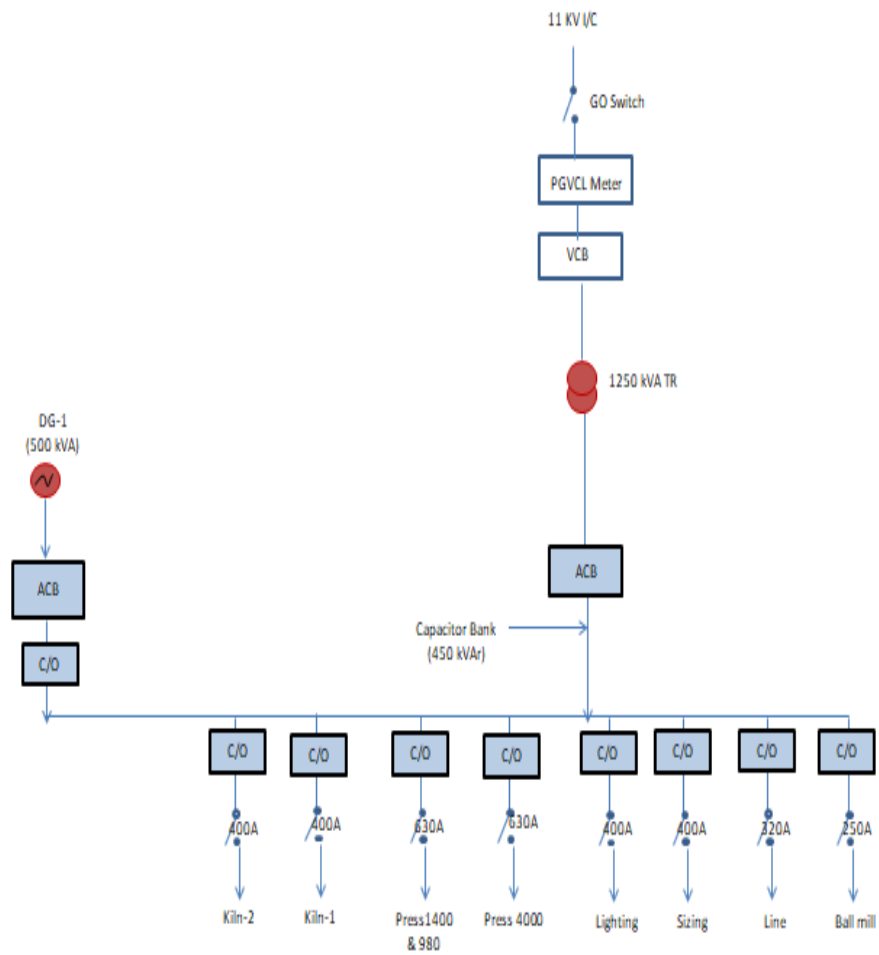 11 KV I/C
GO Switch
PGVCL Meter
VCB
1250 kVA TR
DG-1
(500 kVA)
ACB
ACB
Capacitor Bank
(450 kVAr)
C/O
C/O
C/O
C/O
C/O
C/O
C/O
C/O
C/O
400A
400A
630A
630A
400A
400A
320A
250A
Kiln-2
Kiln-1
Press1400
& 980
Press 4000
Lighting
Sizing
Line
Ball mill